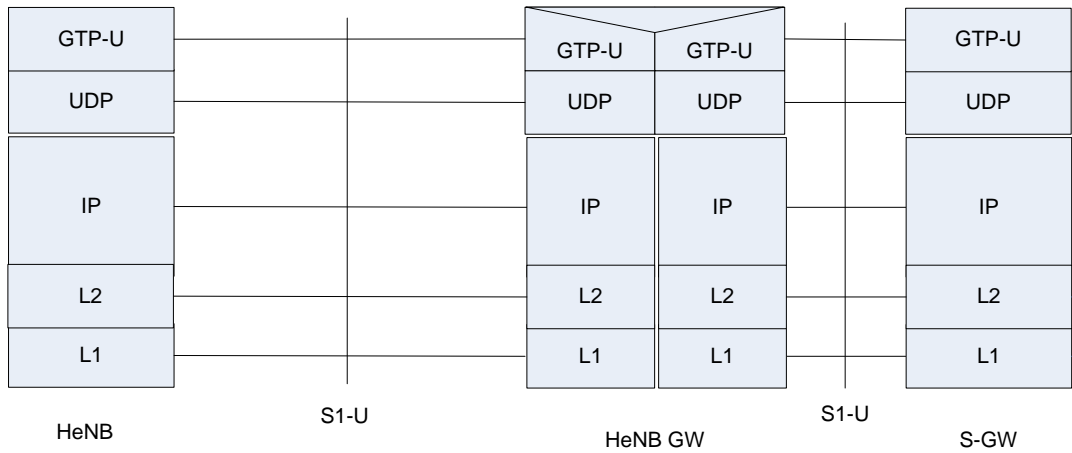 GTP-U
UDP
IP
L2
L1
HeNB
S1-U
GTP-U GTP-U
UDP UDP
IP IP
L2 L2
L1 L1
HeNB GW
S1-U
GTP-U
UDP
IP
L2
L1
S-GW